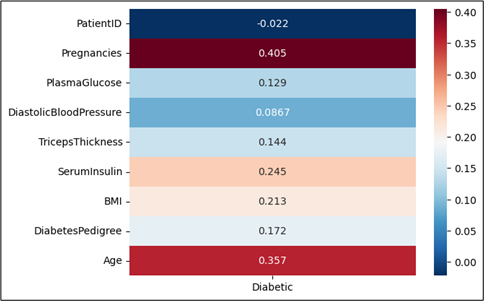 PatientID -0.022
Pregnancies 0.405
PlasmaGlucose 0.129
DiastolicBloodPressure 0.0867
TricepsThickness 0.144
SerumInsulin 0.245
BMI 0.213
DiabetesPedigree 0.172
Age 0.357
Diabetic
0.40
0.35
0.30
0.25
0.20
0.15
0.10
0.05
0.00